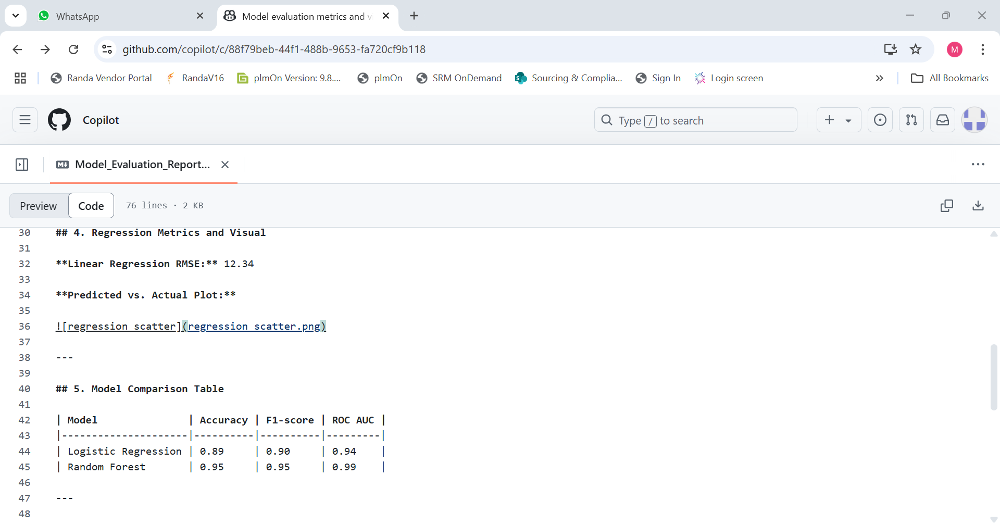 WhatsApp
Model evaluation metrics and v
github.com/copilot/c/88f79beb-44f1-488b-9653-fa720cf9b118
M
Randa Vendor Portal
RandaV16
plmOn Version: 9.8....
plmOn
SRM OnDemand
Sourcing & Complia...
Sign In
Login screen
All Bookmarks
Copilot
Type / to search
Model_Evaluation_Report...
Preview
Code
76 lines · 2 KB
30 ## 4. Regression Metrics and Visual
31
32 **Linear Regression RMSE:** 12.34
33
34 **Predicted vs. Actual Plot:**
35
36 ![regression_scatter](regression_scatter.png)
37
38 ---
39
40 ## 5. Model Comparison Table
41
42 | Model               | Accuracy | F1-score | ROC AUC |
43 |---------------------|----------|----------|---------|
44 | Logistic Regression | 0.89     | 0.90     | 0.94    |
45 | Random Forest       | 0.95     | 0.95     | 0.99    |
46
47 ---
48